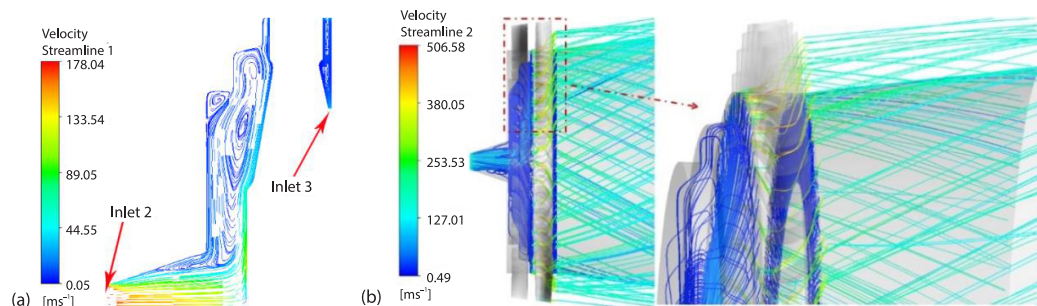 Velocity
Streamline 1
178.04
133.54
89.05
44.55
0.05
[ms⁻¹]
(a)
Inlet 2
Inlet 3
(b)
Velocity
Streamline 2
506.58
380.05
253.53
127.01
0.49
[ms⁻¹]